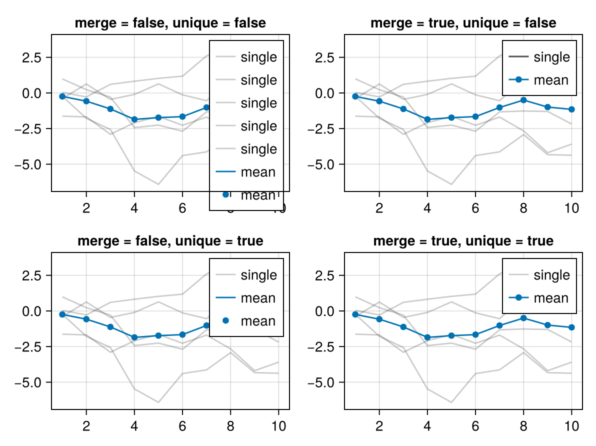 merge = false, unique = false
2.5
0.0
−2.5
−5.0
2
4
6
8
10
single
single
single
single
single
mean
mean
merge = true, unique = false
2.5
0.0
−2.5
−5.0
2
4
6
8
10
single
mean
merge = false, unique = true
2.5
0.0
−2.5
−5.0
2
4
6
8
10
single
mean
mean
merge = true, unique = true
2.5
0.0
−2.5
−5.0
2
4
6
8
10
single
mean